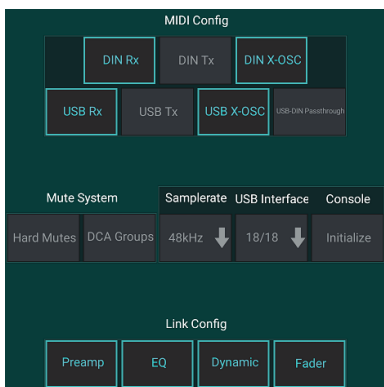 MIDI Config
DIN Rx DIN Tx DIN X-OSC
USB Rx USB Tx USB X-OSC USB-DIN Passthrough
Mute System Samplerate USB Interface Console
Hard Mutes DCA Groups 48kHz 18/18 Initialize
Link Config
Preamp EQ Dynamic Fader